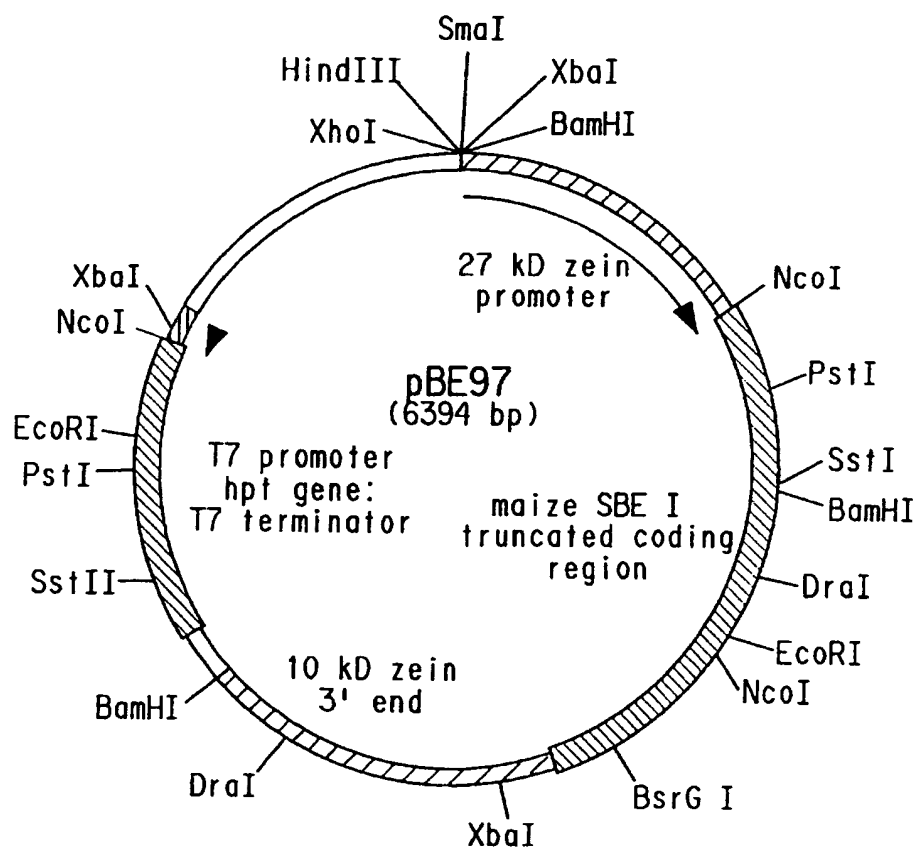 SmaI
HindIII
XbaI
XhoI
BamHI
27 kD zein
promoter
XbaI
NcoI
NcoI
PstI
pBE97
(6394 bp)
EcoRI
PstI
T7 promoter
hpt gene:
T7 terminator
SstI
BamHI
maize SBE I
truncated coding
region
SstII
DraI
EcoRI
NcoI
10 kD zein
3' end
BamHI
DraI
BsrG I
XbaI